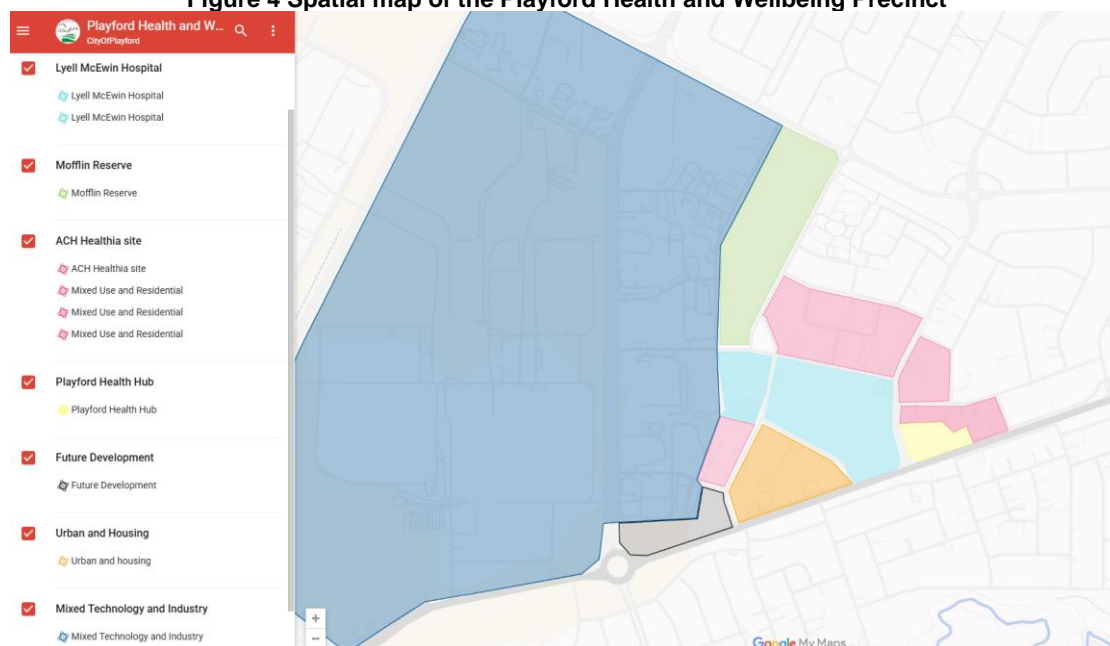 Figure 4 Spatial map of the Playford Health and Wellbeing Precinct
Playford Health and W...
CityOfPlayford
Lyell McEwin Hospital
Lyell McEwin Hospital
Lyell McEwin Hospital
Mofflin Reserve
Mofflin Reserve
ACH Healthia site
ACH Healthia site
Mixed Use and Residential
Mixed Use and Residential
Mixed Use and Residential
Playford Health Hub
Playford Health Hub
Future Development
Future Development
Urban and Housing
Urban and housing
Mixed Technology and Industry
Mixed Technology and Industry
+
−
Google My Maps